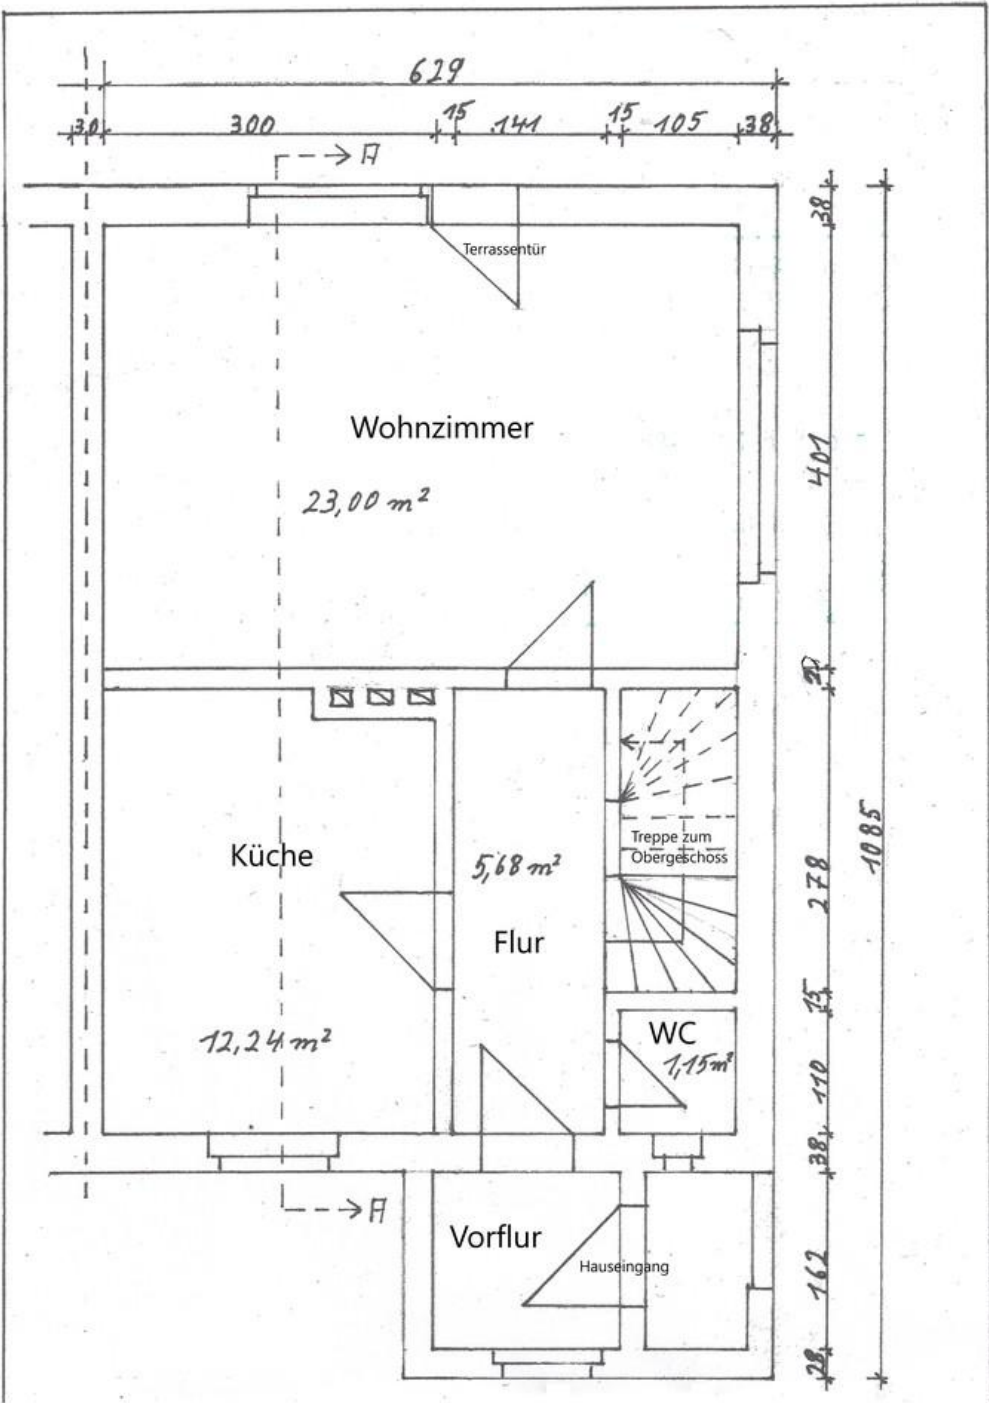 629
30 300 15 141 15 105 38
A
38
Terrassentür
Wohnzimmer
401
23,00 m²
1085
Treppe zum
Obergeschoss
Küche
5,68 m²
278
Flur
15
12,24 m²
WC
1,15 m²
110
38
A
Vorflur
Hauseingang
162
28